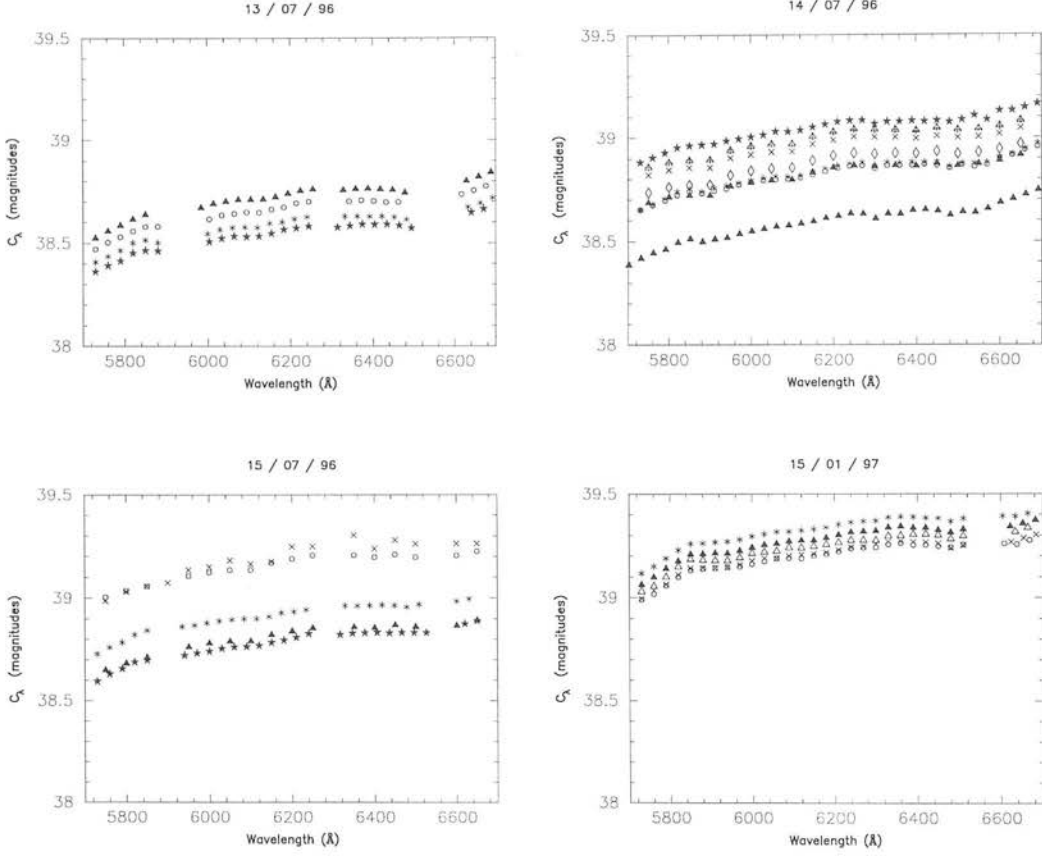 13 / 07 / 96
39.5
39
38.5
38
C_λ (magnitudes)
5800 6000 6200 6400 6600
Wavelength (Å)
14 / 07 / 96
39.5
39
38.5
38
C_λ (magnitudes)
5800 6000 6200 6400 6600
Wavelength (Å)
15 / 07 / 96
39.5
39
38.5
38
C_λ (magnitudes)
5800 6000 6200 6400 6600
Wavelength (Å)
15 / 01 / 97
39.5
39
38.5
38
C_λ (magnitudes)
5800 6000 6200 6400 6600
Wavelength (Å)